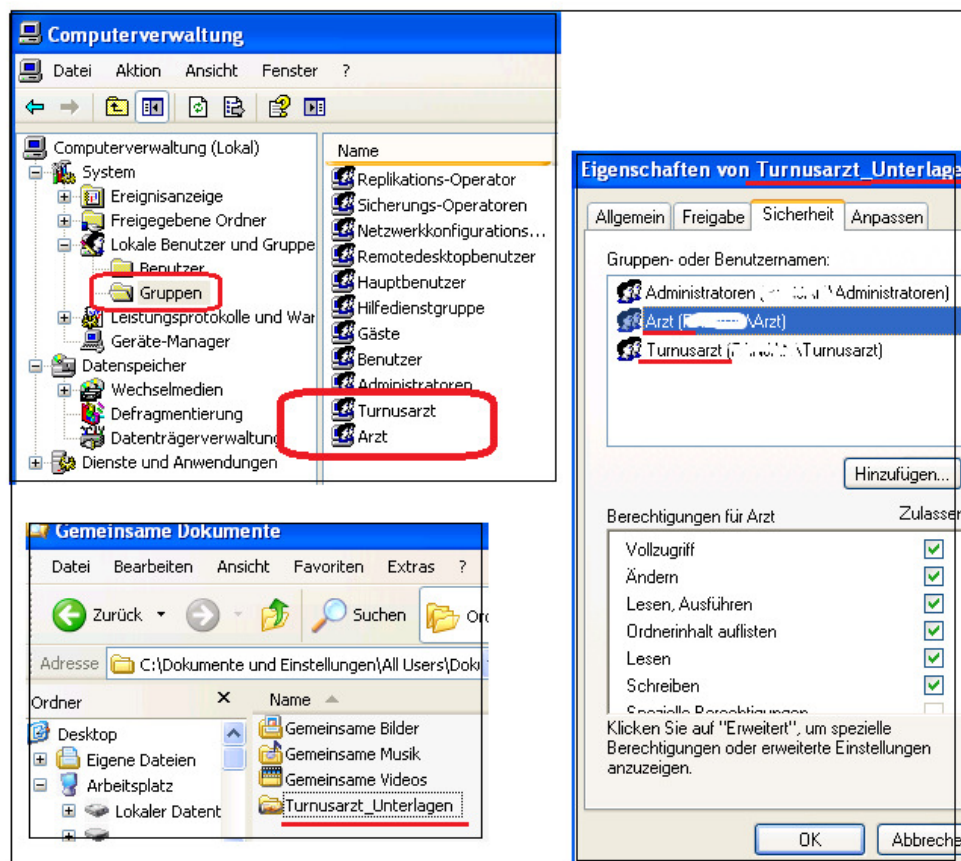 Computerverwaltung
Datei Aktion Ansicht Fenster ?
Computerverwaltung (Lokal)
System
Ereignisanzeige
Freigegebene Ordner
Lokale Benutzer und Gruppe
Benutzer
Gruppen
Leistungsprotokolle und War
Geräte-Manager
Datenspeicher
Wechselmedien
Defragmentierung
Datenträgerverwaltung
Dienste und Anwendungen
Name
Replikations-Operator
Sicherungs-Operatoren
Netzwerkkonfigurations...
Remotedesktopbenutzer
Hauptbenutzer
Hilfedienstgruppe
Gäste
Benutzer
Administratoren
Turnusarzt
Arzt
Eigenschaften von Turnusarzt_Unterlage
Allgemein Freigabe Sicherheit Anpassen
Gruppen- oder Benutzernamen:
Administratoren ( \Administratoren)
Arzt ( \Arzt)
Turnusarzt ( \Turnusarzt)
Hinzufügen...
Berechtigungen für Arzt Zulassen
Vollzugriff
Ändern
Lesen, Ausführen
Ordnerinhalt auflisten
Lesen
Schreiben
Spezielle Berechtigungen
Klicken Sie auf "Erweitert", um spezielle
Berechtigungen oder erweiterte Einstellungen
anzuzeigen.
OK Abbreche
Gemeinsame Dokumente
Datei Bearbeiten Ansicht Favoriten Extras ?
Zurück Suchen Ord
Adresse C:\Dokumente und Einstellungen\All Users\Doku
Ordner X
Desktop
Eigene Dateien
Arbeitsplatz
Lokaler Datent
Name
Gemeinsame Bilder
Gemeinsame Musik
Gemeinsame Videos
Turnusarzt_Unterlagen